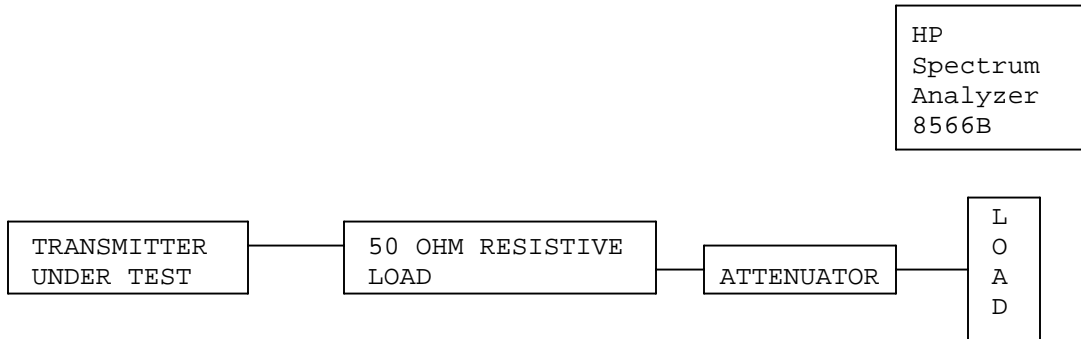 HP
Spectrum
Analyzer
8566B
TRANSMITTER
UNDER TEST
50 OHM RESISTIVE
LOAD
ATTENUATOR
L
O
A
D